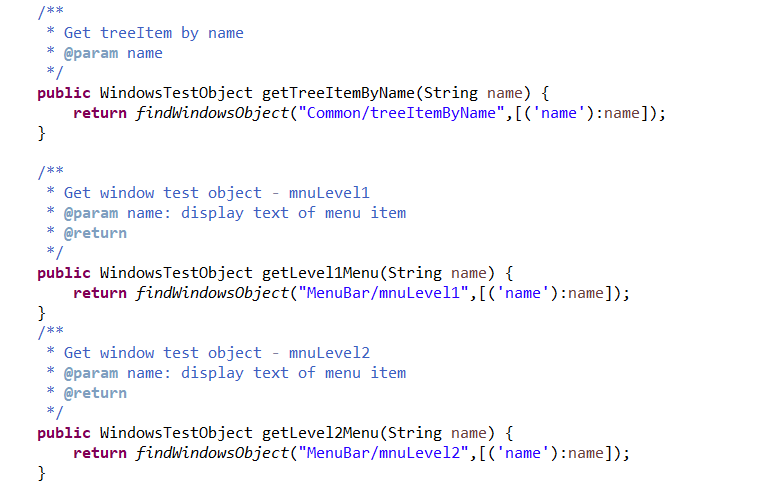 /**
 * Get treeItem by name
 * @param name
 */
public WindowsTestObject getTreeItemByName(String name) {
    return findWindowsObject("Common/treeItemByName",[('name'):name]);
}

/**
 * Get window test object - mnuLevel1
 * @param name: display text of menu item
 * @return
 */
public WindowsTestObject getLevel1Menu(String name) {
    return findWindowsObject("MenuBar/mnuLevel1",[('name'):name]);
}
/**
 * Get window test object - mnuLevel2
 * @param name: display text of menu item
 * @return
 */
public WindowsTestObject getLevel2Menu(String name) {
    return findWindowsObject("MenuBar/mnuLevel2",[('name'):name]);
}